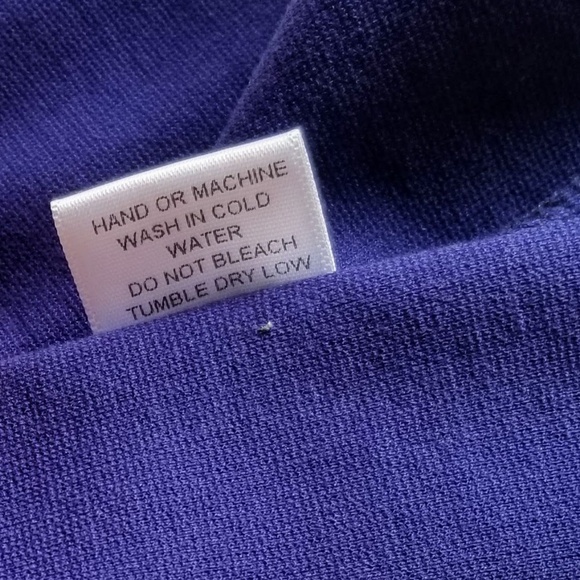 HAND OR MACHINE
WASH IN COLD
WATER
DO NOT BLEACH
TUMBLE DRY LOW